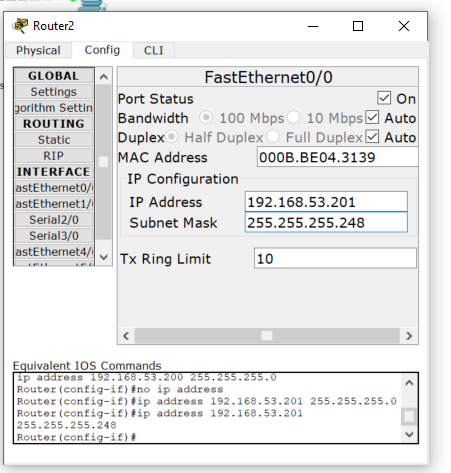 Router2
Physical Config CLI
GLOBAL
Settings
gorithm Settin
ROUTING
Static
RIP
INTERFACE
astEthernet0/
astEthernet1/
Serial2/0
Serial3/0
astEthernet4/
FastEthernet0/0
Port Status On
Bandwidth 100 Mbps 10 Mbps Auto
Duplex Half Duplex Full Duplex Auto
MAC Address 000B.BE04.3139
IP Configuration
IP Address 192.168.53.201
Subnet Mask 255.255.255.248
Tx Ring Limit 10
Equivalent IOS Commands
ip address 192.168.53.200 255.255.255.0
Router(config-if)#no ip address
Router(config-if)#ip address 192.168.53.201 255.255.255.0
Router(config-if)#ip address 192.168.53.201
255.255.255.248
Router(config-if)#